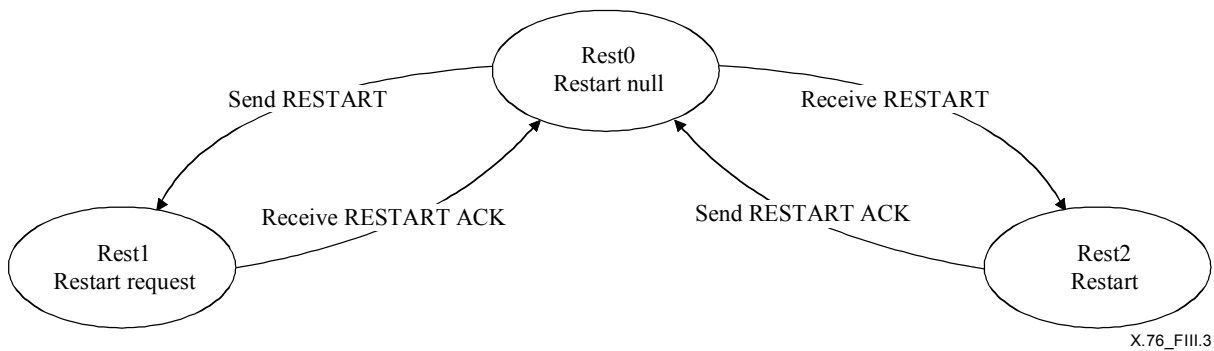 Rest0
Restart null
Send RESTART
Receive RESTART
Receive RESTART ACK
Send RESTART ACK
Rest1
Restart request
Rest2
Restart
X.76_FIII.3